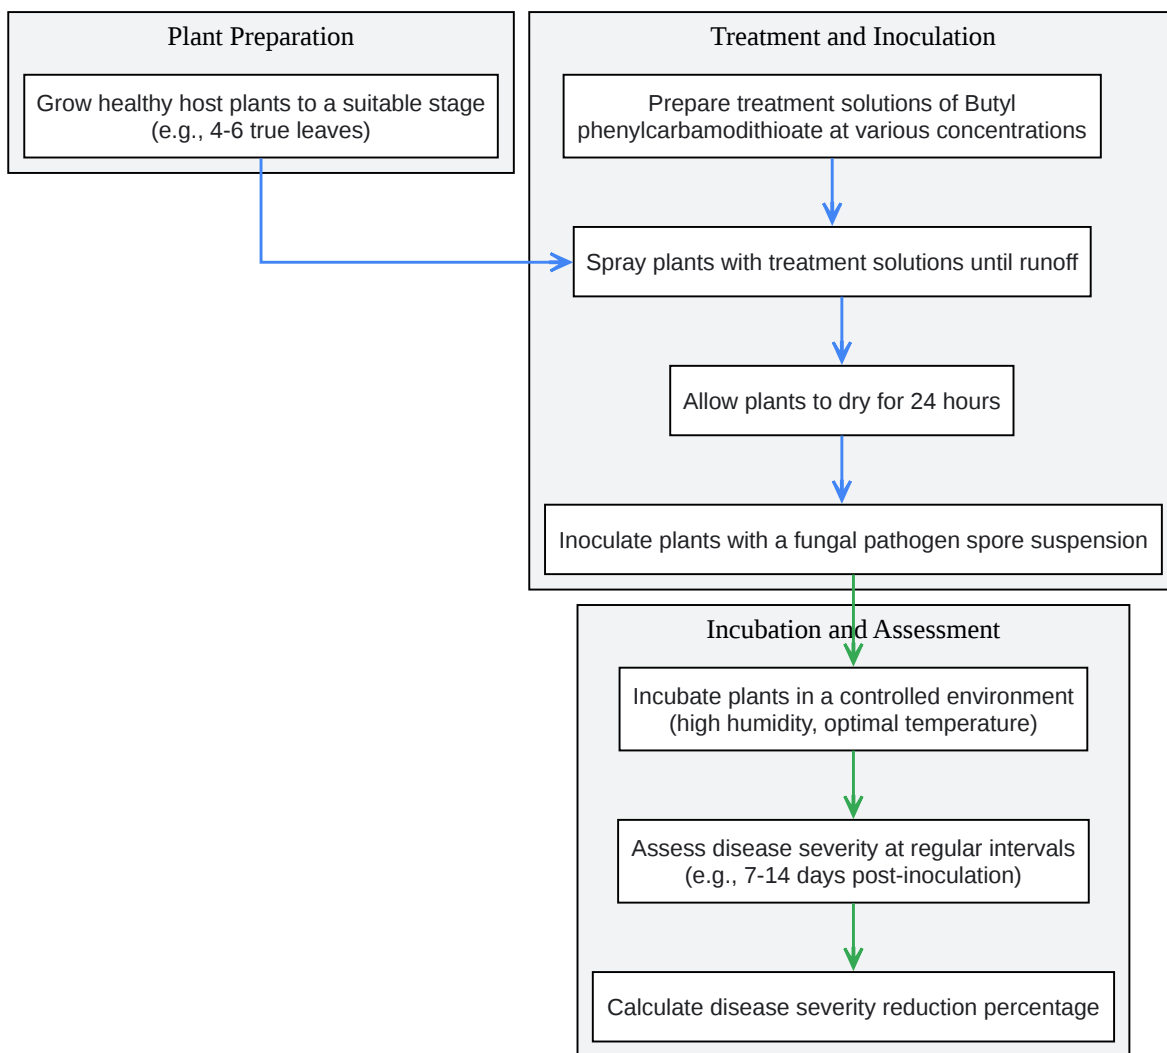 Plant Preparation
Grow healthy host plants to a suitable stage
(e.g., 4-6 true leaves)
Treatment and Inoculation
Prepare treatment solutions of Butyl
phenylcarbamodithioate at various concentrations
Spray plants with treatment solutions until runoff
Allow plants to dry for 24 hours
Inoculate plants with a fungal pathogen spore suspension
Incubation and Assessment
Incubate plants in a controlled environment
(high humidity, optimal temperature)
Assess disease severity at regular intervals
(e.g., 7-14 days post-inoculation)
Calculate disease severity reduction percentage